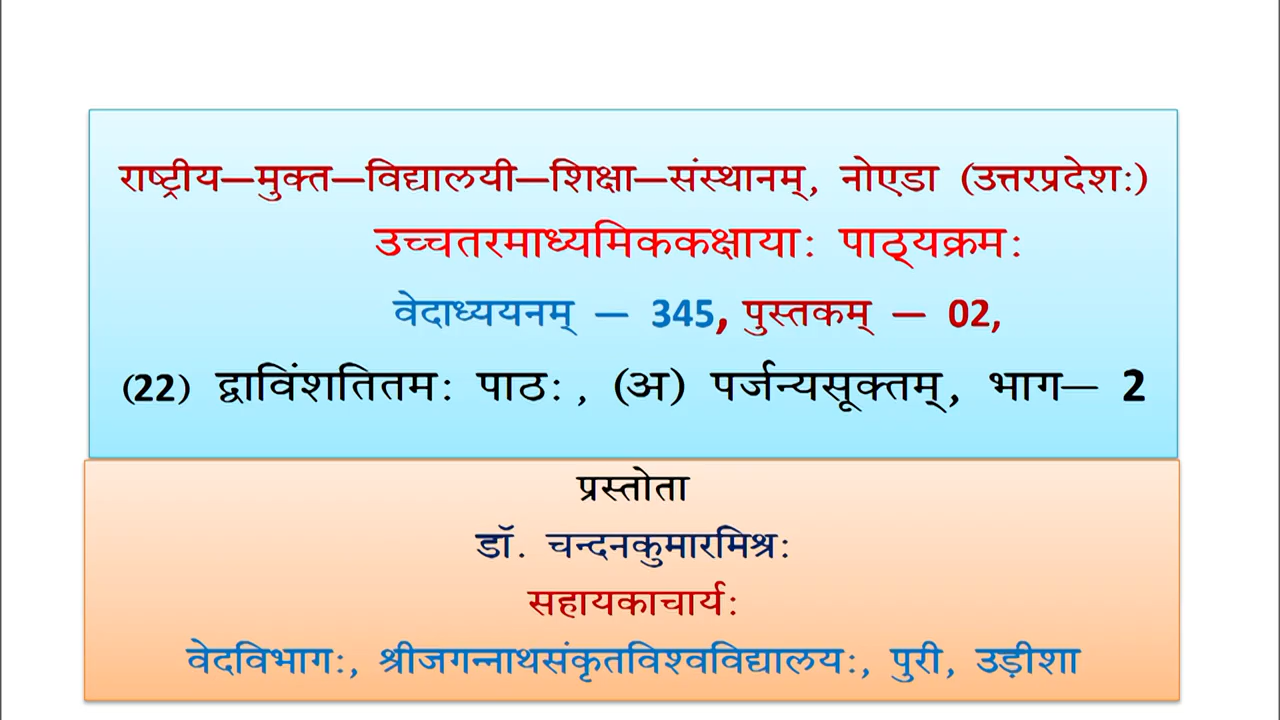 राष्ट्रीय—मुक्त—विद्यालयी—शिक्षा—संस्थानम्, नोएडा (उत्तरप्रदेशः)
उच्चतरमाध्यमिककक्षायाः पाठ्यक्रमः
वेदाध्ययनम् — 345, पुस्तकम् — 02,
(22) द्वाविंशतितमः पाठः, (अ) पर्जन्यसूक्तम्, भाग— 2
प्रस्तोता
डॉ. चन्दनकुमारमिश्रः
सहायकाचार्यः
वेदविभागः, श्रीजगन्नाथसंकृतविश्वविद्यालयः, पुरी, उड़ीशा